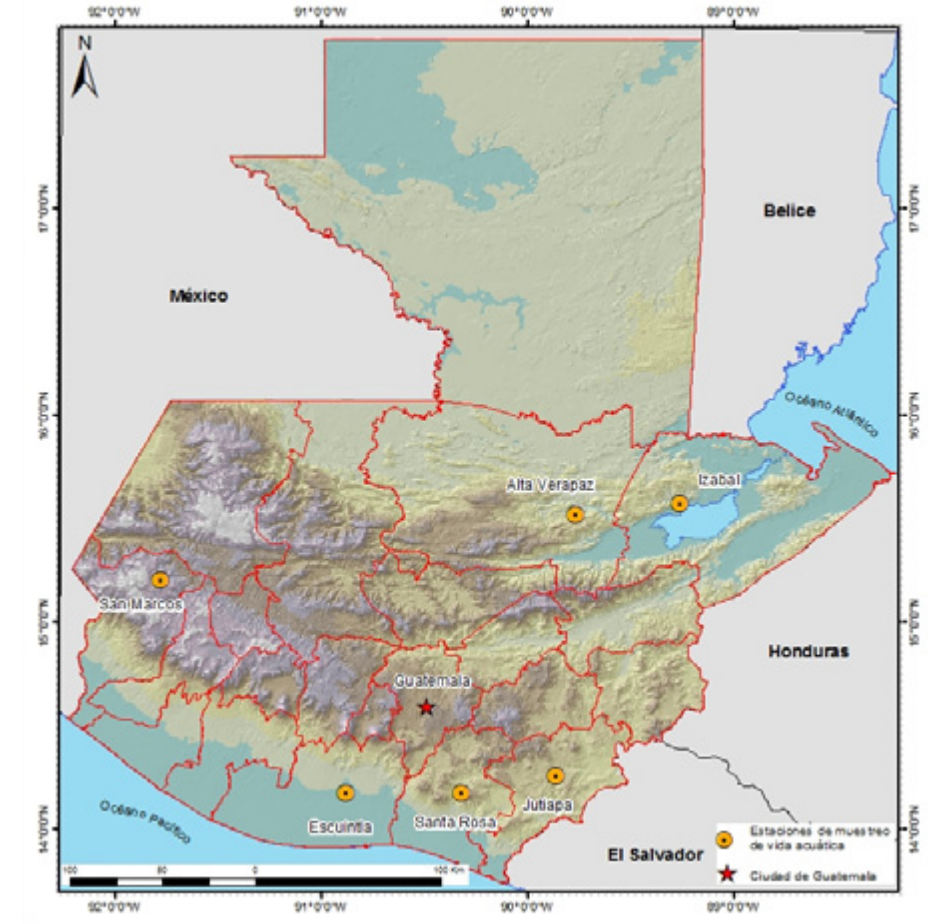 92°0'0"W 91°0'0"W 90°0'0"W 89°0'0"W
N
17°0'0"N 17°0'0"N
Belice
México
Océano Atlántico
16°0'0"N 16°0'0"N
Alta Verapaz
Izabal
San Marcos
15°0'0"N 15°0'0"N
Honduras
Guatemala
Jutiapa
Océano Pacífico
Escuintla
Santa Rosa
14°0'0"N 14°0'0"N
Estaciones de muestreo
de vida acuática
El Salvador
Ciudad de Guatemala
100 50 0 100 Km
92°0'0"W 91°0'0"W 90°0'0"W 89°0'0"W